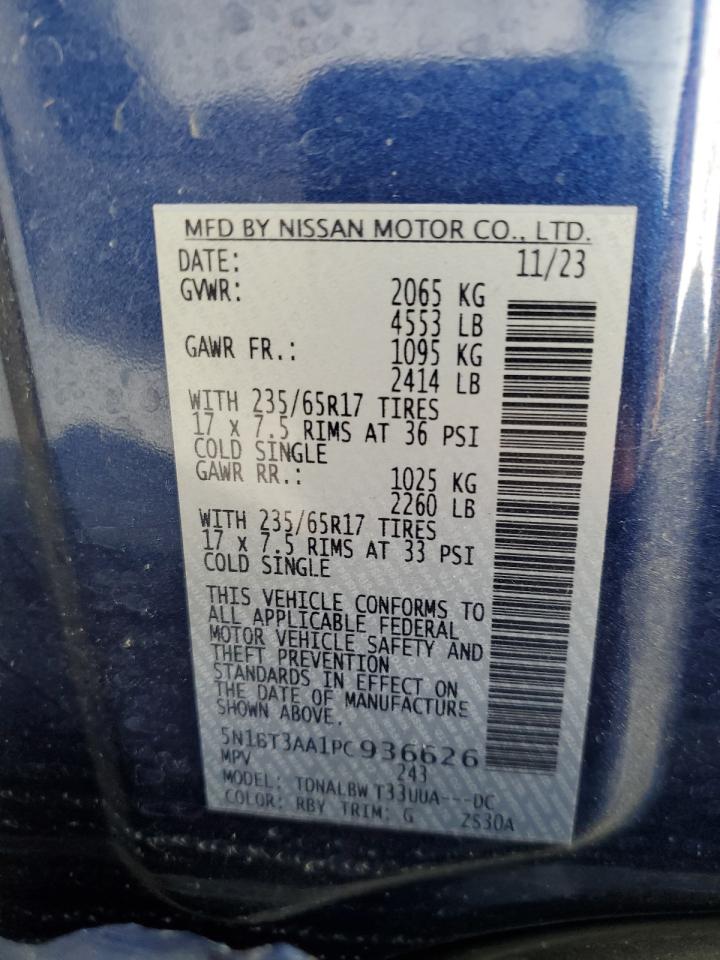 MFD BY NISSAN MOTOR CO., LTD.
DATE: 11/23
GVWR: 2065 KG
4553 LB
GAWR FR.: 1095 KG
2414 LB
WITH 235/65R17 TIRES
17 X 7.5 RIMS AT 36 PSI
COLD SINGLE
GAWR RR.: 1025 KG
2260 LB
WITH 235/65R17 TIRES
17 X 7.5 RIMS AT 33 PSI
COLD SINGLE
THIS VEHICLE CONFORMS TO
ALL APPLICABLE FEDERAL
MOTOR VEHICLE SAFETY AND
THEFT PREVENTION
STANDARDS IN EFFECT ON
THE DATE OF MANUFACTURE
SHOWN ABOVE.
5N1BT3AA1PC936626
MPV 243
MODEL: TDNALBW T33UUA---DC
COLOR: RBY TRIM: G 2S30A